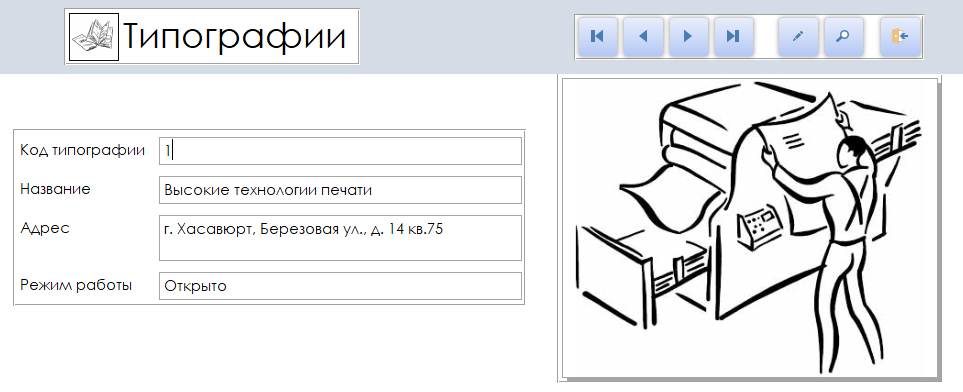 Типографии
Код типографии 1
Название Высокие технологии печати
Адрес г. Хасавюрт, Березовая ул., д. 14 кв.75
Режим работы Открыто